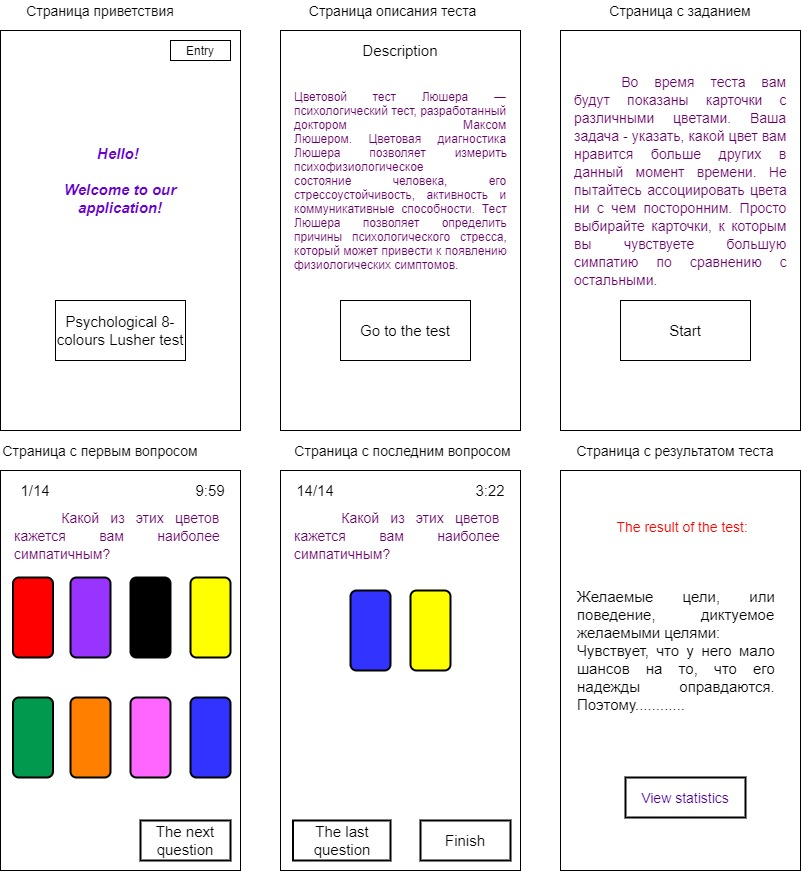 Страница приветствия
Entry
Hello!
Welcome to our
application!
Psychological 8-
colours Lusher test
Страница описания теста
Description
Цветовой тест Люшера —
психологический тест, разработанный
доктором Максом
Люшером. Цветовая диагностика
Люшера позволяет измерить
психофизиологическое
состояние человека, его
стрессоустойчивость, активность и
коммуникативные способности. Тест
Люшера позволяет определить
причины психологического стресса,
который может привести к появлению
физиологических симптомов.
Go to the test
Страница с заданием
Во время теста вам
будут показаны карточки с
различными цветами. Ваша
задача - указать, какой цвет вам
нравится больше других в
данный момент времени. Не
пытайтесь ассоциировать цвета
ни с чем посторонним. Просто
выбирайте карточки, к которым
вы чувствуете большую
симпатию по сравнению с
остальными.
Start
Страница с первым вопросом
1/14 9:59
Какой из этих цветов
кажется вам наиболее
симпатичным?
The next
question
Страница с последним вопросом
14/14 3:22
Какой из этих цветов
кажется вам наиболее
симпатичным?
The last
question
Finish
Страница с результатом теста
The result of the test:
Желаемые цели, или
поведение, диктуемое
желаемыми целями:
Чувствует, что у него мало
шансов на то, что его
надежды оправдаются.
Поэтому............
View statistics